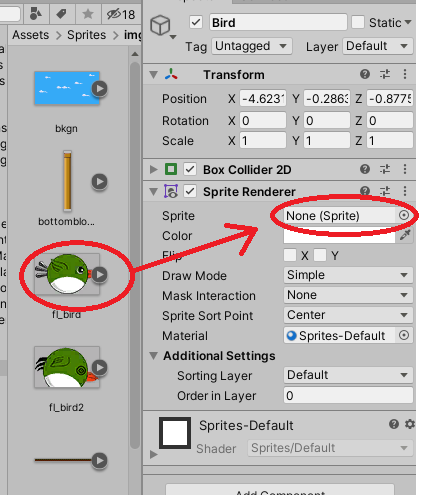 18
Assets > Sprites > img
bkgn
bottomblo...
fl_bird
fl_bird2
Bird
Static
Tag Untagged Layer Default
Transform
Position X -4.6231 Y -0.2863 Z -0.8775
Rotation X 0 Y 0 Z 0
Scale X 1 Y 1 Z 1
Box Collider 2D
Sprite Renderer
Sprite None (Sprite)
Color
Flip X Y
Draw Mode Simple
Mask Interaction None
Sprite Sort Point Center
Material Sprites-Default
Additional Settings
Sorting Layer Default
Order in Layer 0
Sprites-Default
Shader Sprites/Default
Add Component